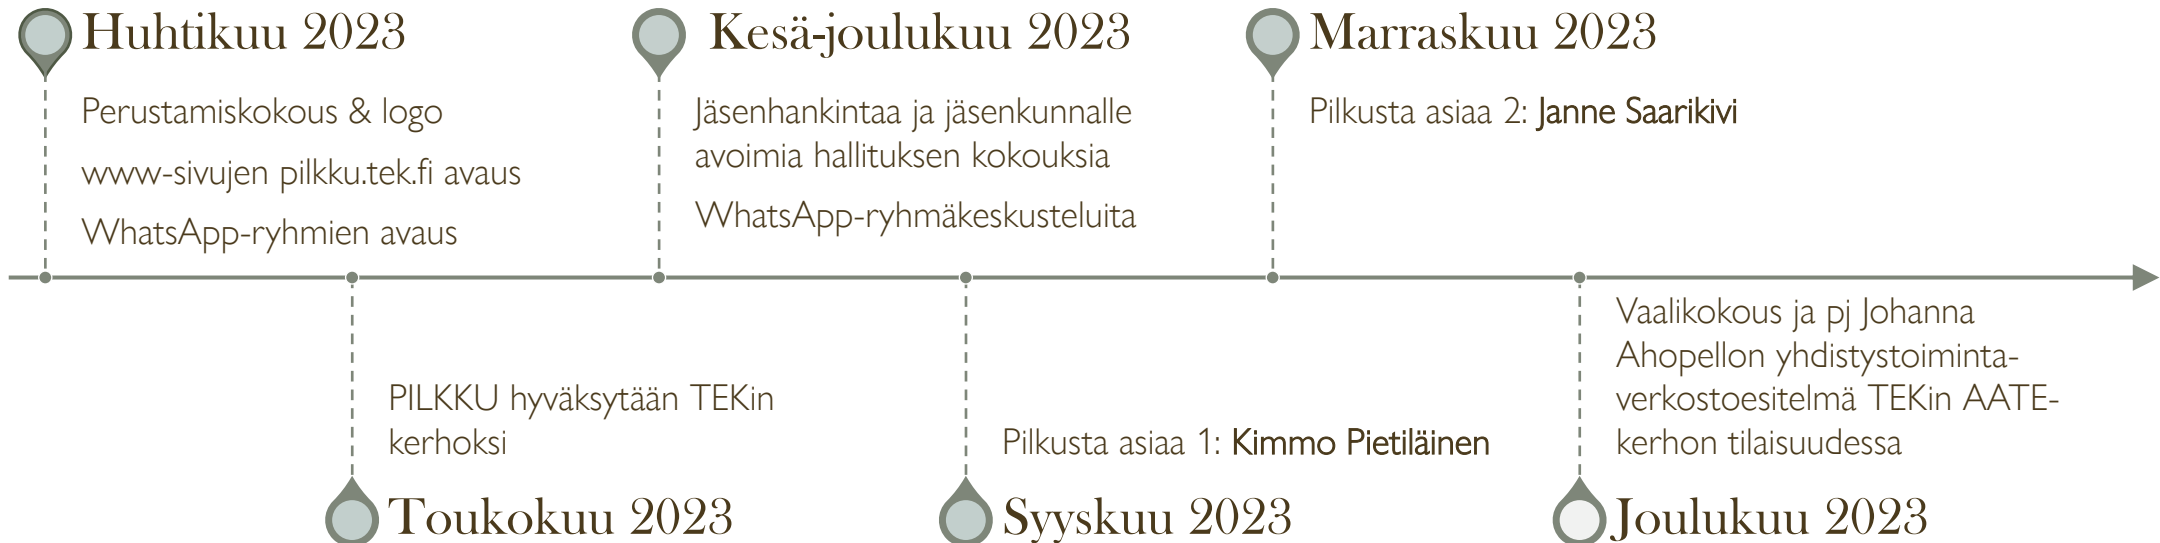 Huhtikuu 2023
Perustamiskokous & logo
www-sivujen pilkku.tek.fi avaus
WhatsApp-ryhmien avaus
PILKKU hyväksytään TEKin
kerhoksi
Toukokuu 2023
Kesä-joulukuu 2023
Jäsenhankintaa ja jäsenkunnalle
avoimia hallituksen kokouksia
WhatsApp-ryhmäkeskusteluita
Pilkusta asiaa 1: Kimmo Pietiläinen
Syyskuu 2023
Marraskuu 2023
Pilkusta asiaa 2: Janne Saarikivi
Vaalikokous ja pj Johanna
Ahopellon yhdistystoiminta-
verkostoesitelmä TEKin AATE-
kerhon tilaisuudessa
Joulukuu 2023